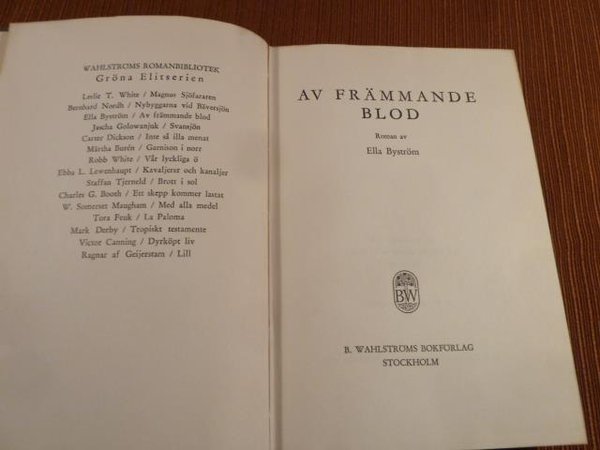 WAHLSTRÖMS ROMANBIBLIOTEK
Gröna Elitserien
Leslie T. White / Magnus Sjöfararen
Bernhard Nordh / Nybyggarna vid Bäversjön
Ella Byström / Av främmande blod
Jascha Golowanjuk / Svansjön
Carter Dickson / Inte så illa menat
Märtha Burén / Garnison i norr
Robb White / Vår lyckliga ö
Ebba L. Lewenhaupt / Kavaljerer och kanaljer
Staffan Tjerneld / Brott i sol
Charles G. Booth / Ett skepp kommer lastat
W. Somerset Maugham / Med alla medel
Tora Feuk / La Paloma
Mark Derby / Tropiskt testamente
Victor Canning / Dyrköpt liv
Ragnar af Geijerstam / Lill
AV FRÄMMANDE
BLOD
Roman av
Ella Byström
BW
B. WAHLSTRÖMS BOKFÖRLAG
STOCKHOLM